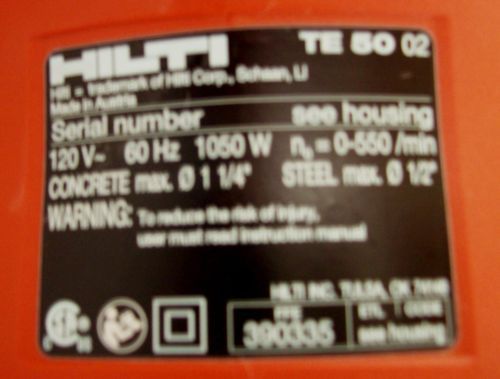 HILTI TE 50 02
Hilti = trademark of Hilti Corp., Schaan, LI
Made in Austria
Serial number see housing
120 V~ 60 Hz 1050 W n₀ = 0-550 /min
CONCRETE max. Ø 1 1/4" STEEL max. Ø 1/2"
WARNING: To reduce the risk of injury,
user must read instruction manual
HILTI INC. TULSA, OK 74146
ETL CODE
390335 see housing